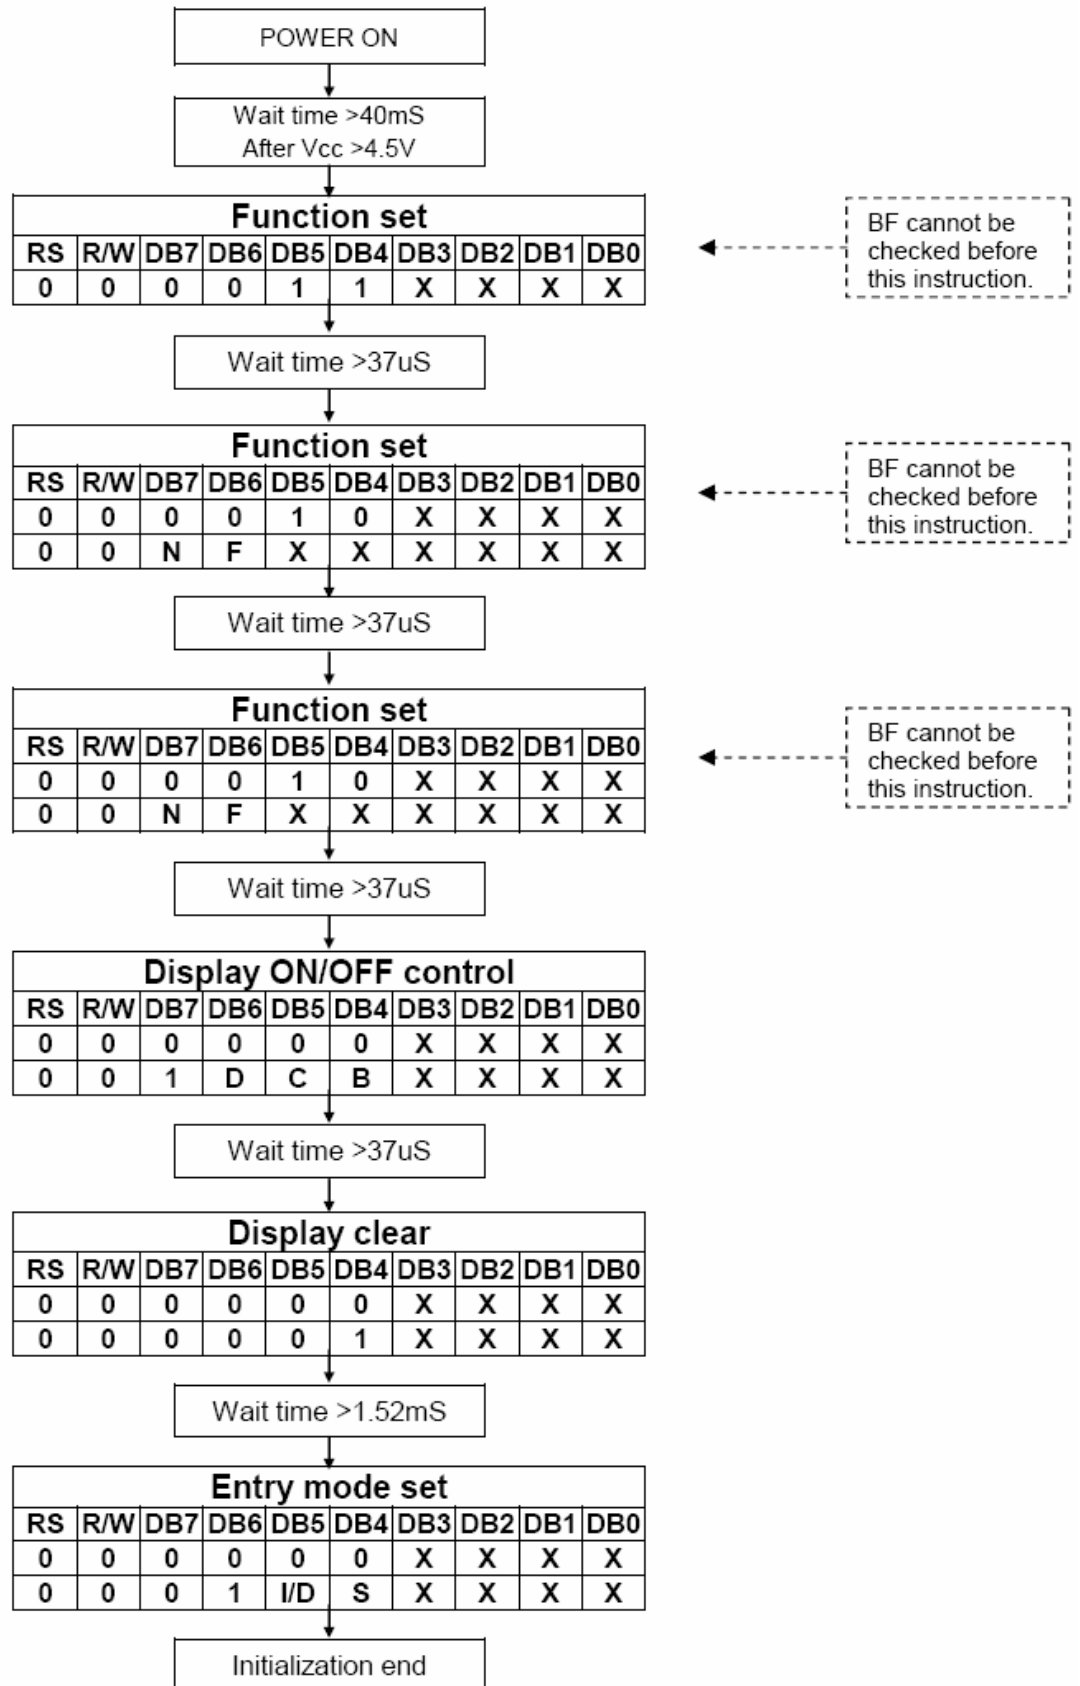 POWER ON
Wait time >40mS
After Vcc >4.5V
Function set
RS R/W DB7 DB6 DB5 DB4 DB3 DB2 DB1 DB0
0 0 0 0 1 1 X X X X
BF cannot be
checked before
this instruction.
Wait time >37uS
Function set
RS R/W DB7 DB6 DB5 DB4 DB3 DB2 DB1 DB0
0 0 0 0 1 0 X X X X
0 0 N F X X X X X X
BF cannot be
checked before
this instruction.
Wait time >37uS
Function set
RS R/W DB7 DB6 DB5 DB4 DB3 DB2 DB1 DB0
0 0 0 0 1 0 X X X X
0 0 N F X X X X X X
BF cannot be
checked before
this instruction.
Wait time >37uS
Display ON/OFF control
RS R/W DB7 DB6 DB5 DB4 DB3 DB2 DB1 DB0
0 0 0 0 0 0 X X X X
0 0 1 D C B X X X X
Wait time >37uS
Display clear
RS R/W DB7 DB6 DB5 DB4 DB3 DB2 DB1 DB0
0 0 0 0 0 0 X X X X
0 0 0 0 0 1 X X X X
Wait time >1.52mS
Entry mode set
RS R/W DB7 DB6 DB5 DB4 DB3 DB2 DB1 DB0
0 0 0 0 0 0 X X X X
0 0 0 1 I/D S X X X X
Initialization end